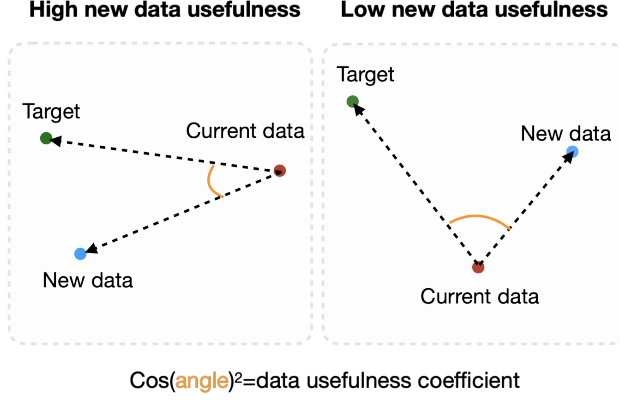 High new data usefulness
Low new data usefulness
Target
Current data
New data
Target
New data
Current data
Cos(angle)²=data usefulness coefficient